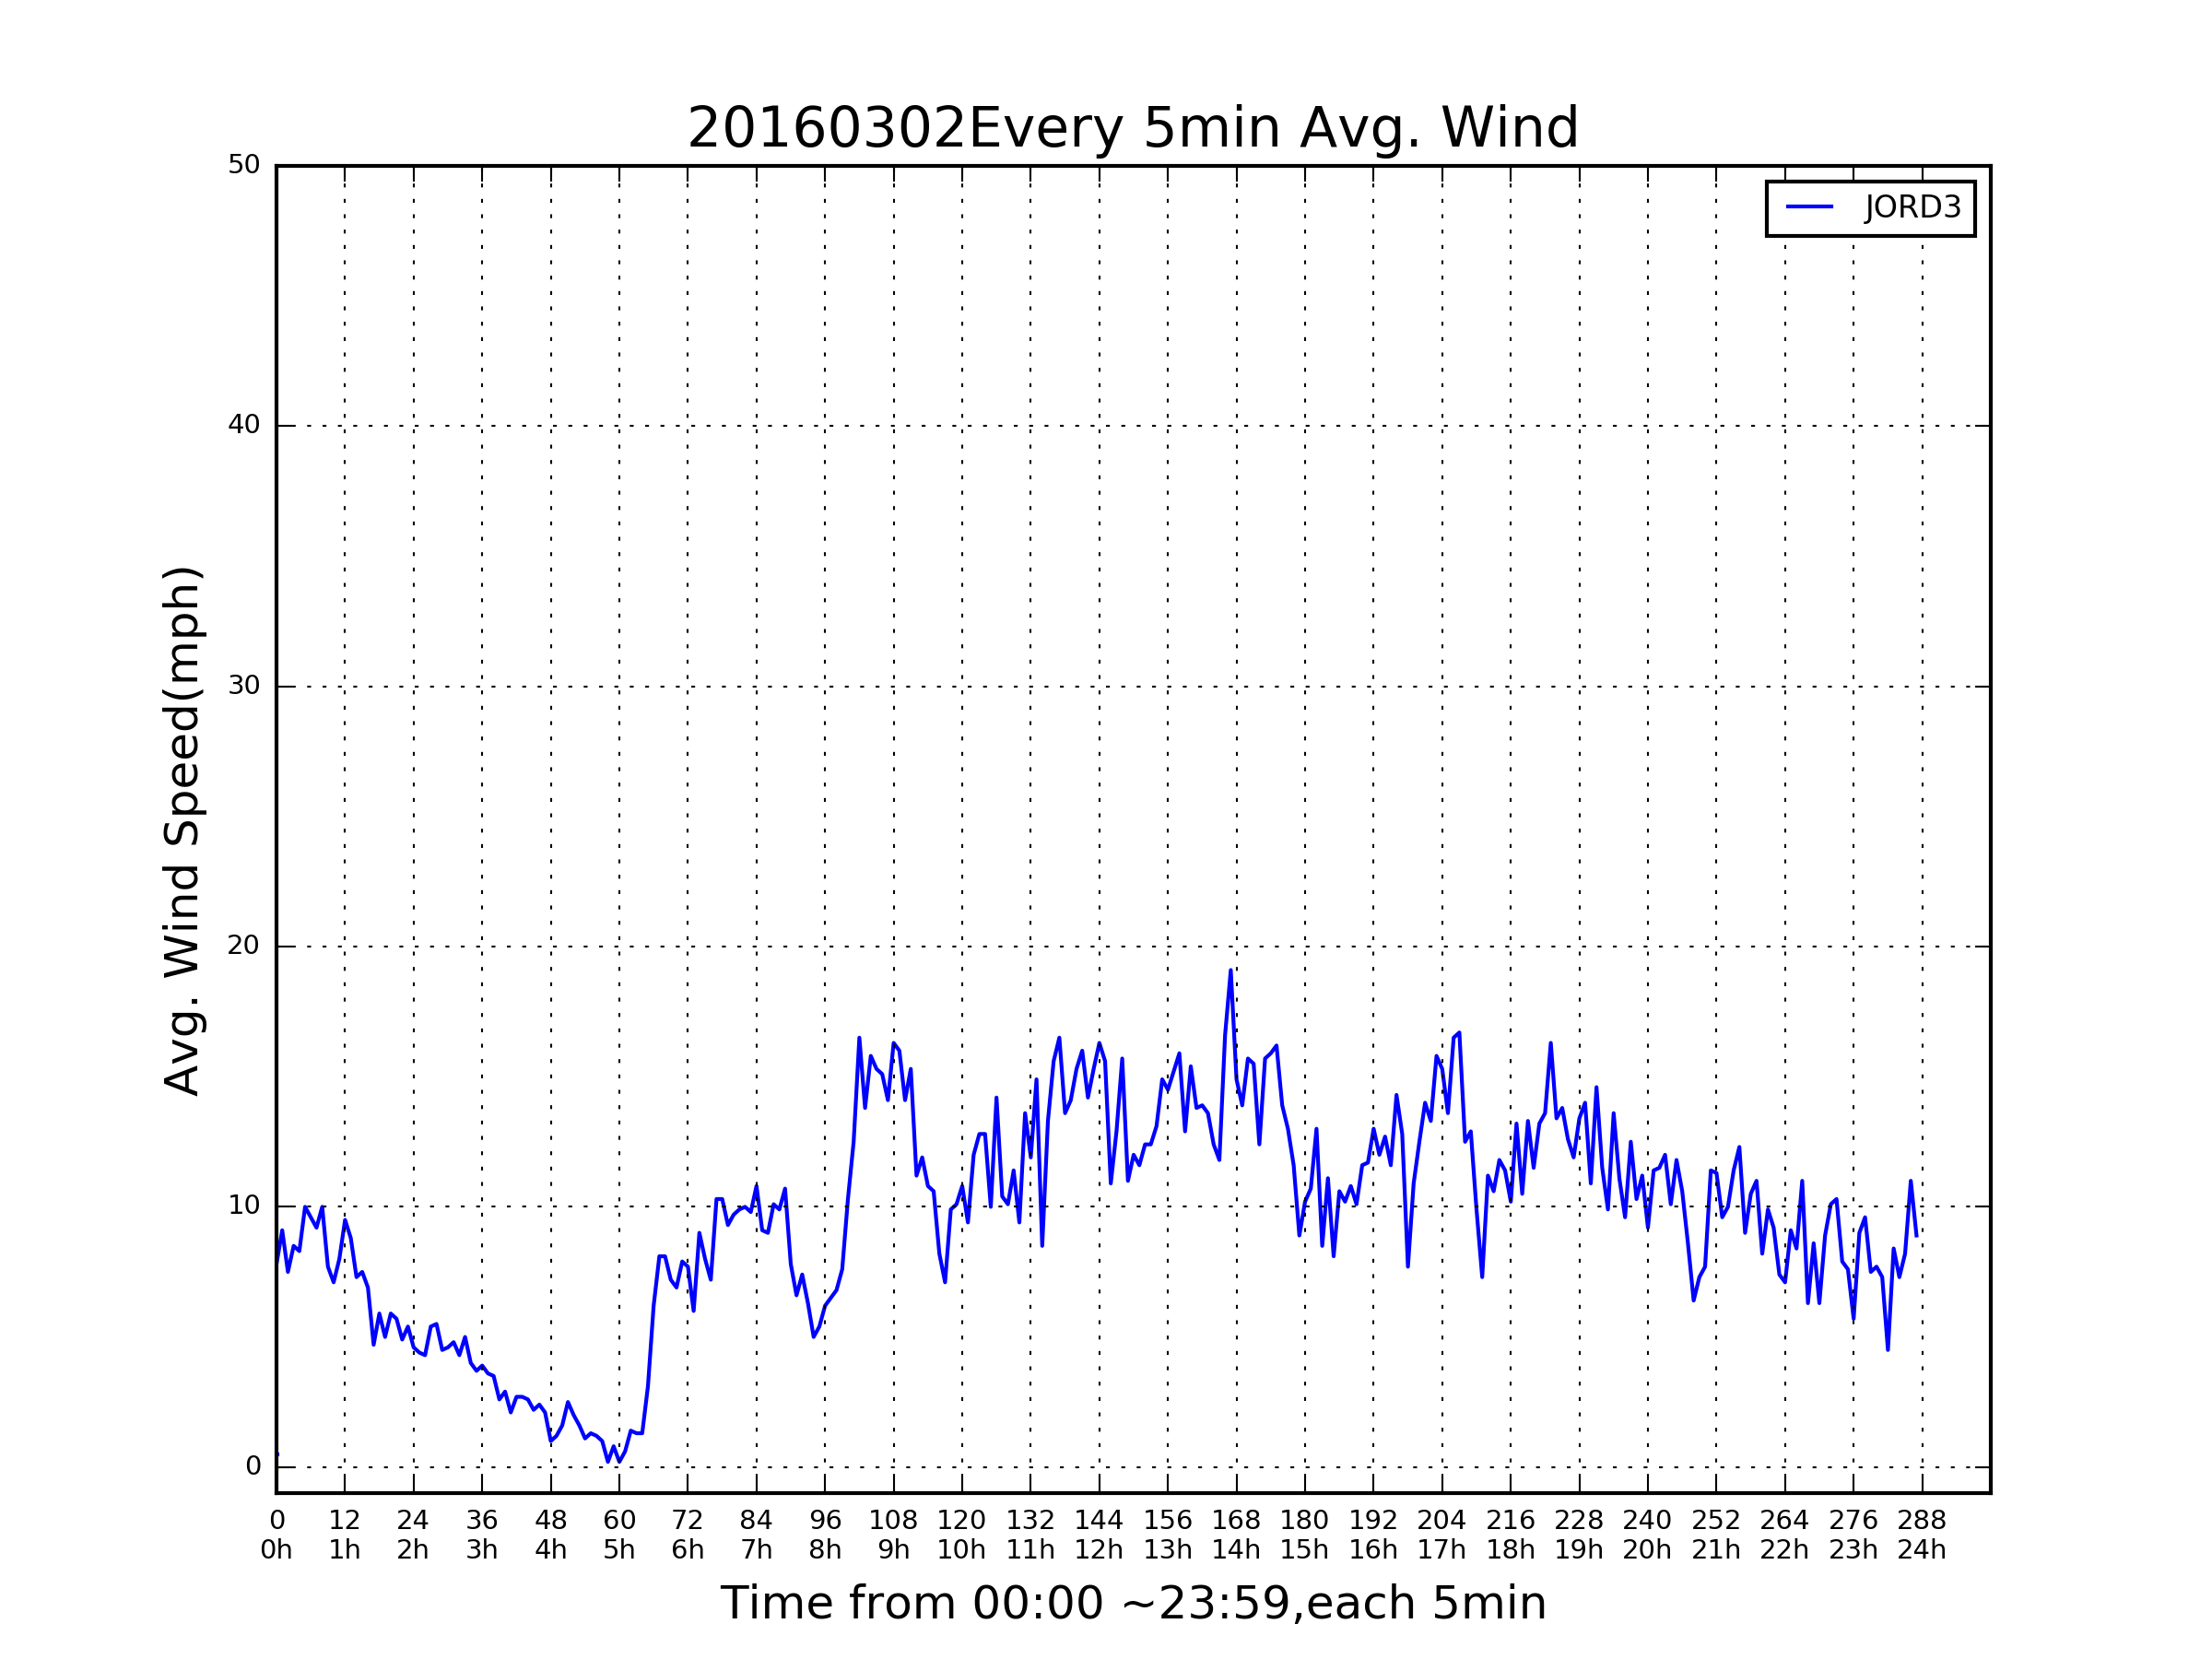 20160302Every 5min Avg. Wind
JORD3
50
40
30
20
10
0
Avg. Wind Speed(mph)
0 12 24 36 48 60 72 84 96 108 120 132 144 156 168 180 192 204 216 228 240 252 264 276 288
0h 1h 2h 3h 4h 5h 6h 7h 8h 9h 10h 11h 12h 13h 14h 15h 16h 17h 18h 19h 20h 21h 22h 23h 24h
Time from 00:00 ~23:59,each 5min